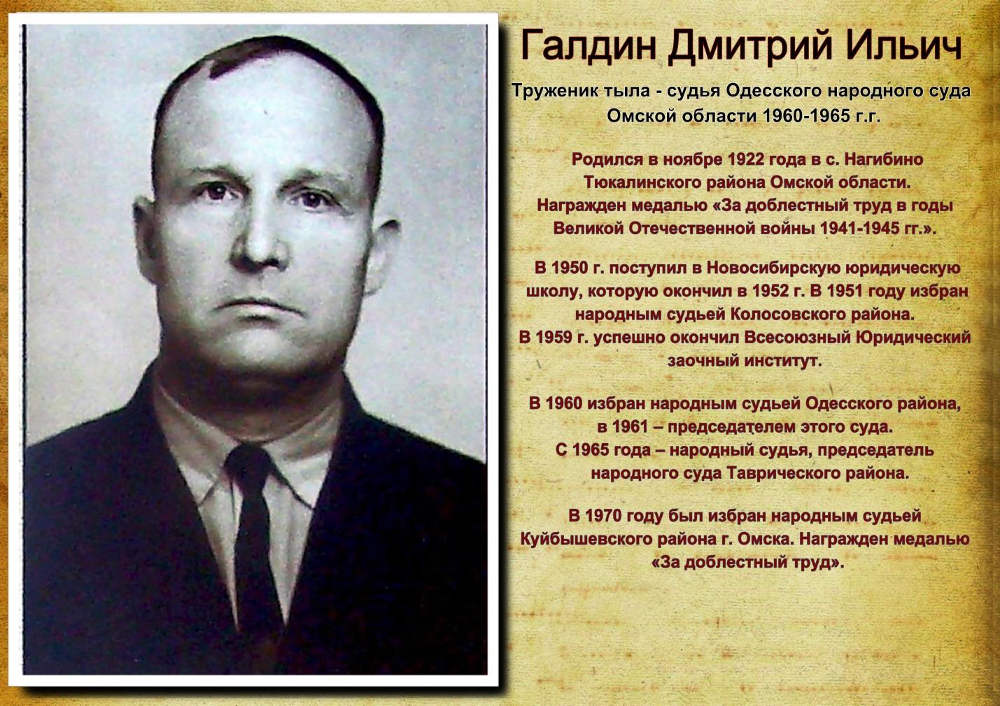 Галдин Дмитрий Ильич
Труженик тыла - судья Одесского народного суда
Омской области 1960-1965 г.г.
Родился в ноябре 1922 года в с. Нагибино
Тюкалинского района Омской области.
Награжден медалью «За доблестный труд в годы
Великой Отечественной войны 1941-1945 гг.».
В 1950 г. поступил в Новосибирскую юридическую
школу, которую окончил в 1952 г. В 1951 году избран
народным судьей Колосовского района.
В 1959 г. успешно окончил Всесоюзный Юридический
заочный институт.
В 1960 избран народным судьей Одесского района,
в 1961 – председателем этого суда.
С 1965 года – народный судья, председатель
народного суда Таврического района.
В 1970 году был избран народным судьей
Куйбышевского района г. Омска. Награжден медалью
«За доблестный труд».